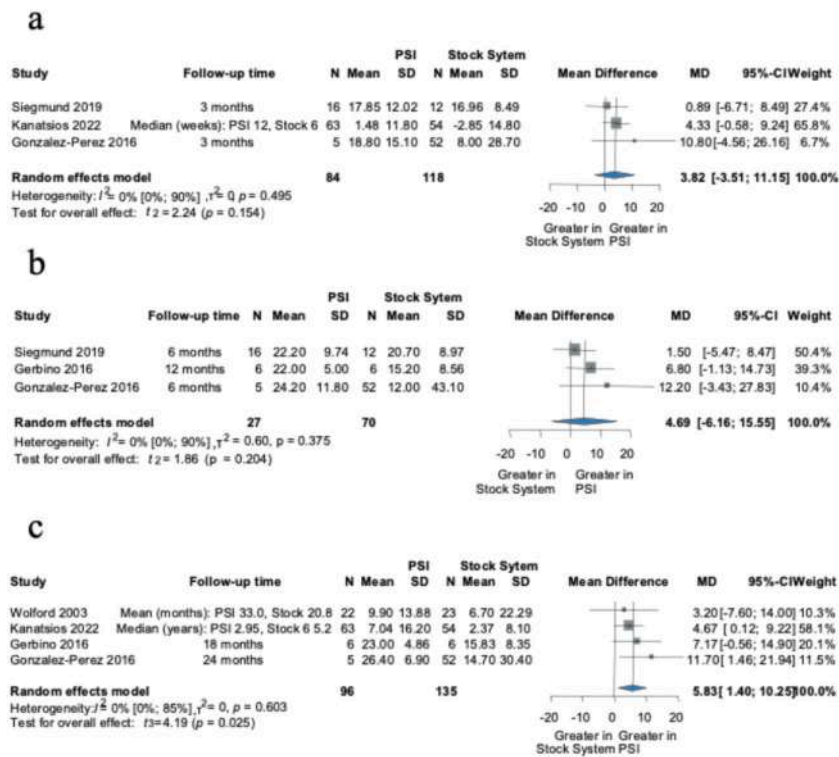 a
PSI Stock Sytem
Study Follow-up time N Mean SD N Mean SD Mean Difference MD 95%-CI Weight
Siegmund 2019 3 months 16 17.85 12.02 12 16.96 8.49 0.89 [-6.71; 8.49] 27.4%
Kanatsios 2022 Median (weeks): PSI 12, Stock 6 63 1.48 11.80 54 -2.85 14.80 4.33 [-0.58; 9.24] 65.8%
Gonzalez-Perez 2016 3 months 5 18.80 15.10 52 8.00 28.70 10.80 [-4.56; 26.16] 6.7%
Random effects model 84 118 3.82 [-3.51; 11.15] 100.0%
Heterogeneity: I²= 0% [0%; 90%] ,τ²= 0, p = 0.495
Test for overall effect: t2 = 2.24 (p = 0.154)
-20 -10 0 10 20
Greater in Greater in
Stock System PSI
b
PSI Stock Sytem
Study Follow-up time N Mean SD N Mean SD Mean Difference MD 95%-CI Weight
Siegmund 2019 6 months 16 22.20 9.74 12 20.70 8.97 1.50 [-5.47; 8.47] 50.4%
Gerbino 2016 12 months 6 22.00 5.00 6 15.20 8.56 6.80 [-1.13; 14.73] 39.3%
Gonzalez-Perez 2016 6 months 5 24.20 11.80 52 12.00 43.10 12.20 [-3.43; 27.83] 10.4%
Random effects model 27 70 4.69 [-6.16; 15.55] 100.0%
Heterogeneity: I²= 0% [0%; 90%] ,τ² = 0.60, p = 0.375
Test for overall effect: t2 = 1.86 (p = 0.204)
-20 -10 0 10 20
Greater in Greater in
Stock System PSI
c
PSI Stock Sytem
Study Follow-up time N Mean SD N Mean SD Mean Difference MD 95%-CI Weight
Wolford 2003 Mean (months): PSI 33.0, Stock 20.8 22 9.90 13.88 23 6.70 22.29 3.20 [-7.60; 14.00] 10.3%
Kanatsios 2022 Median (years): PSI 2.95, Stock 6 5.2 63 7.04 16.20 54 2.37 8.10 4.67 [ 0.12; 9.22] 58.1%
Gerbino 2016 18 months 6 23.00 4.86 6 15.83 8.35 7.17 [-0.56; 14.90] 20.1%
Gonzalez-Perez 2016 24 months 5 26.40 6.90 52 14.70 30.40 11.70 [ 1.46; 21.94] 11.5%
Random effects model 96 135 5.83 [ 1.40; 10.25] 100.0%
Heterogeneity: I²= 0% [0%; 85%] ,τ²= 0, p = 0.603
Test for overall effect: t3=4.19 (p = 0.025)
-20 -10 0 10 20
Greater in Greater in
Stock System PSI